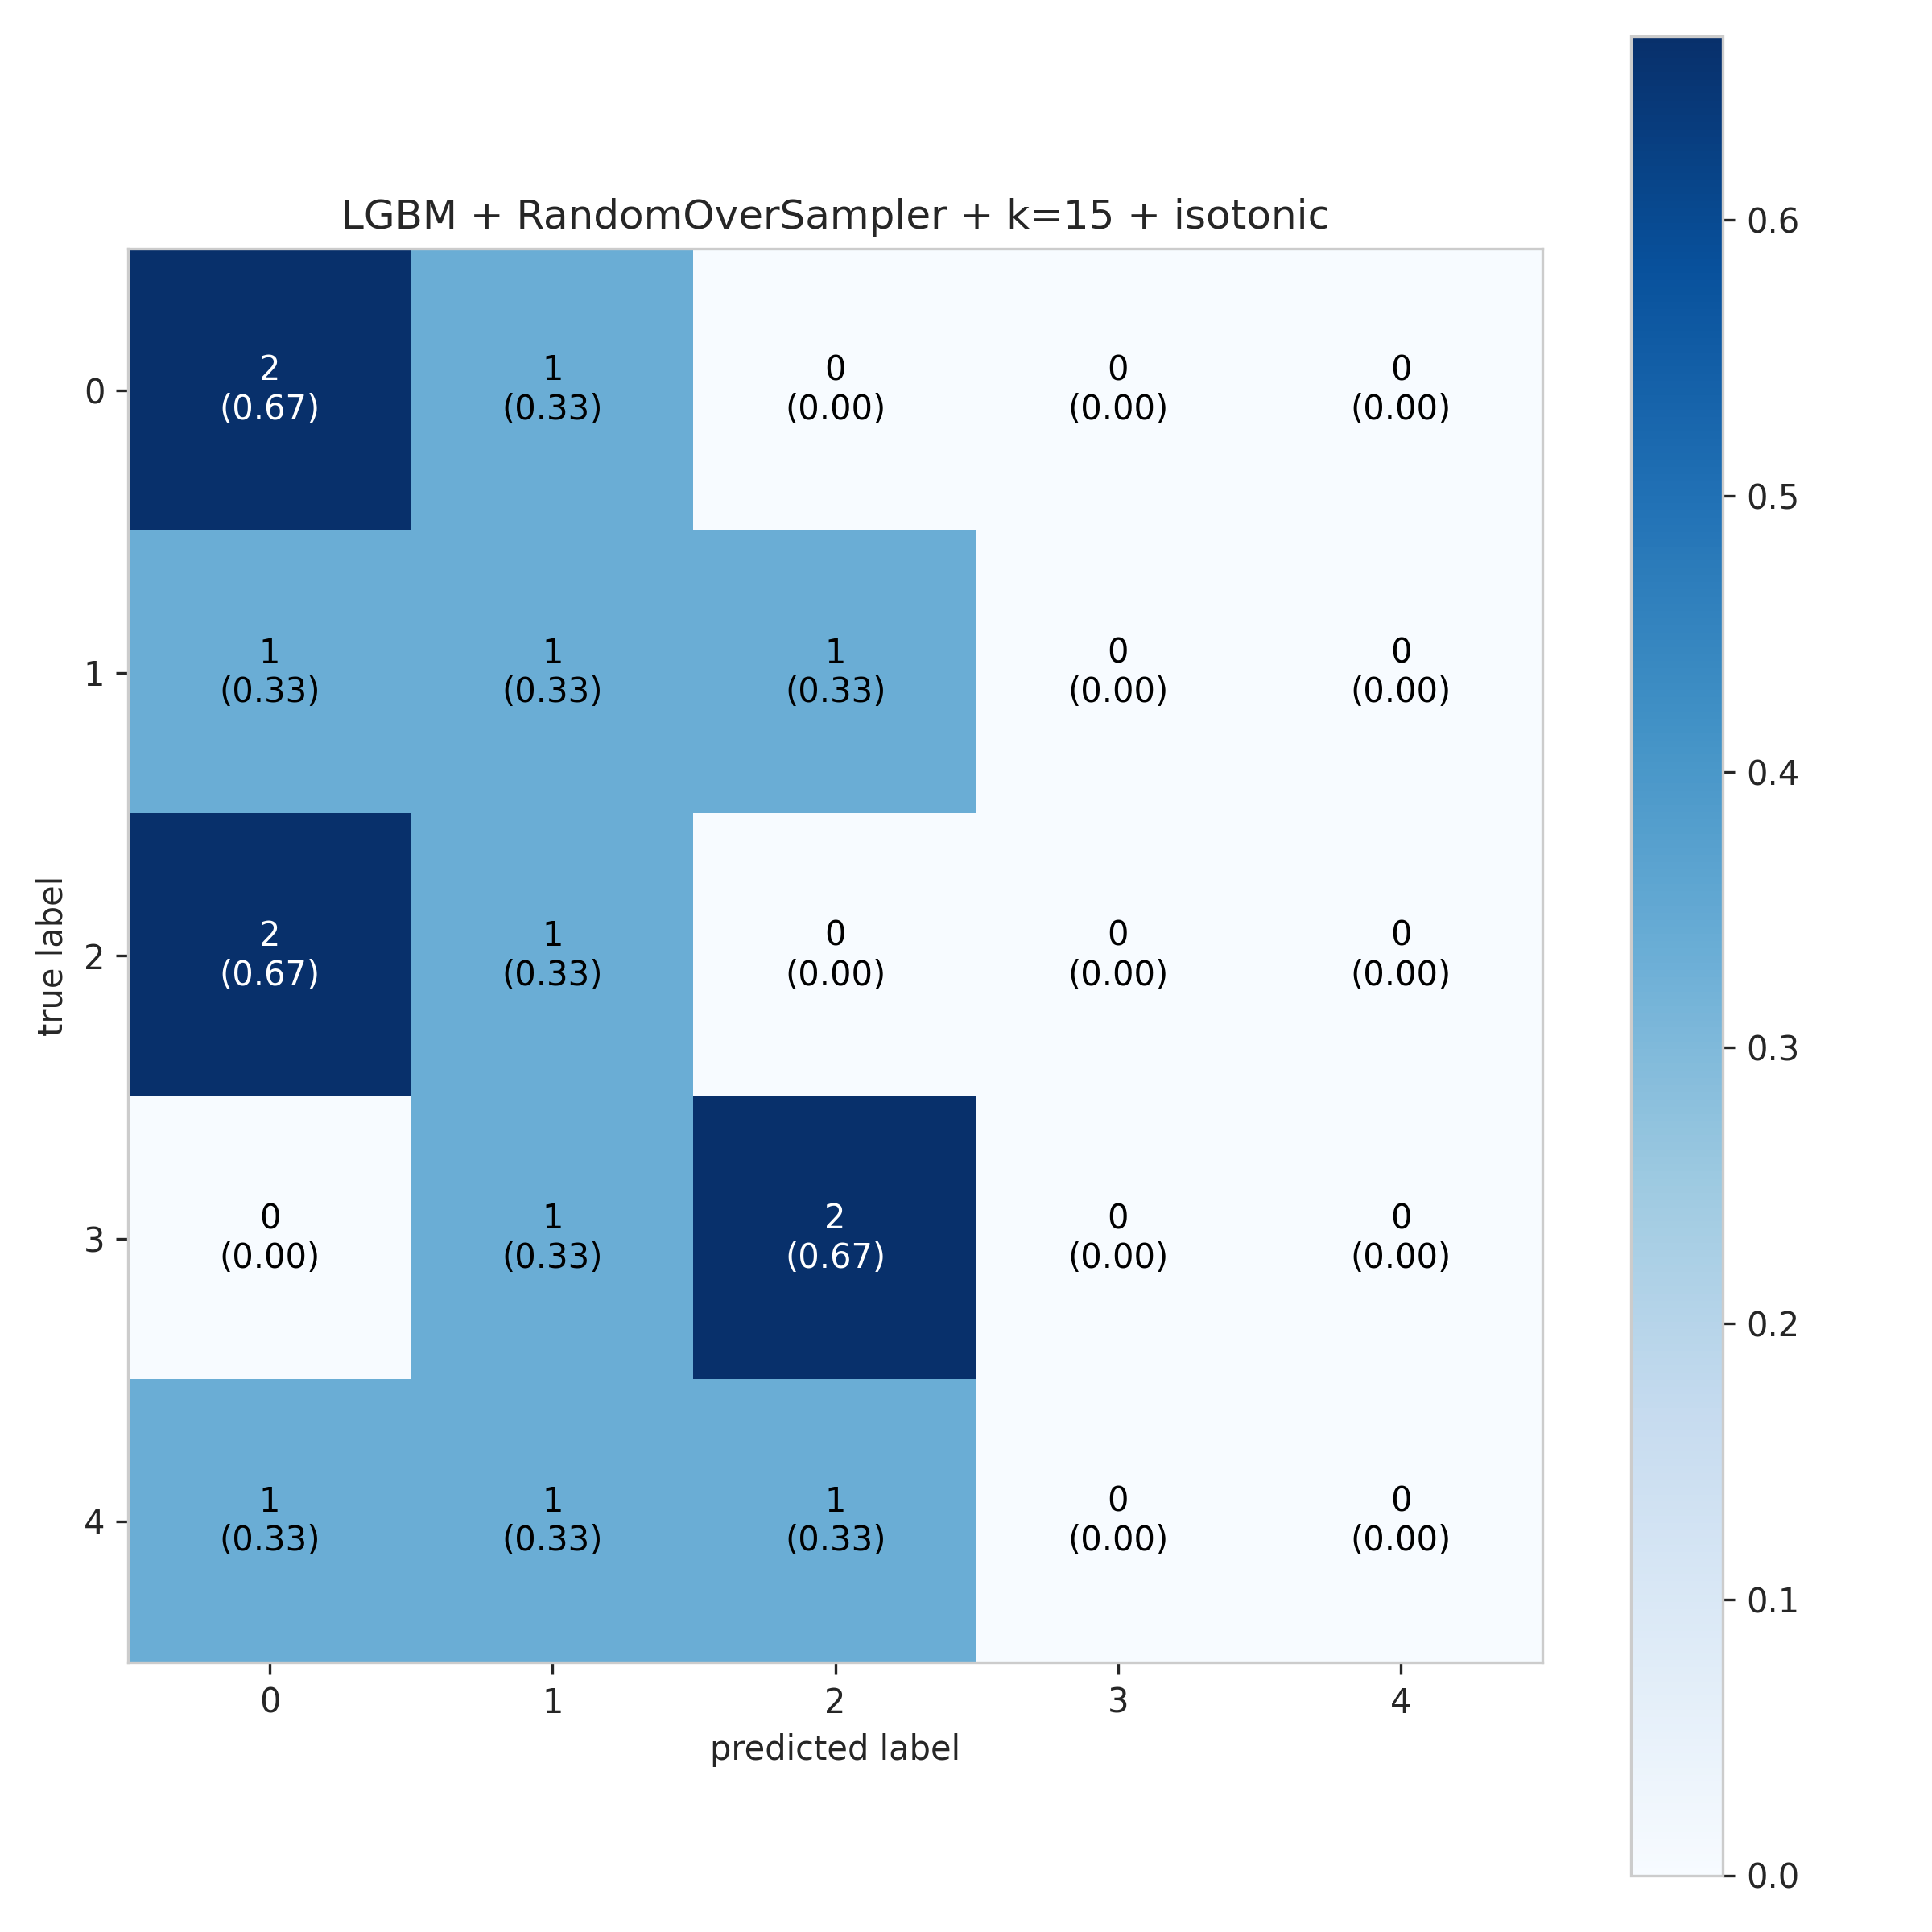 LGBM + RandomOverSampler + k=15 + isotonic
0.6
0.5
0.4
0.3
0.2
0.1
0.0
true label
0
2 1 0 0 0
(0.67) (0.33) (0.00) (0.00) (0.00)
1
1 1 1 0 0
(0.33) (0.33) (0.33) (0.00) (0.00)
2
2 1 0 0 0
(0.67) (0.33) (0.00) (0.00) (0.00)
3
0 1 2 0 0
(0.00) (0.33) (0.67) (0.00) (0.00)
4
1 1 1 0 0
(0.33) (0.33) (0.33) (0.00) (0.00)
0 1 2 3 4
predicted label